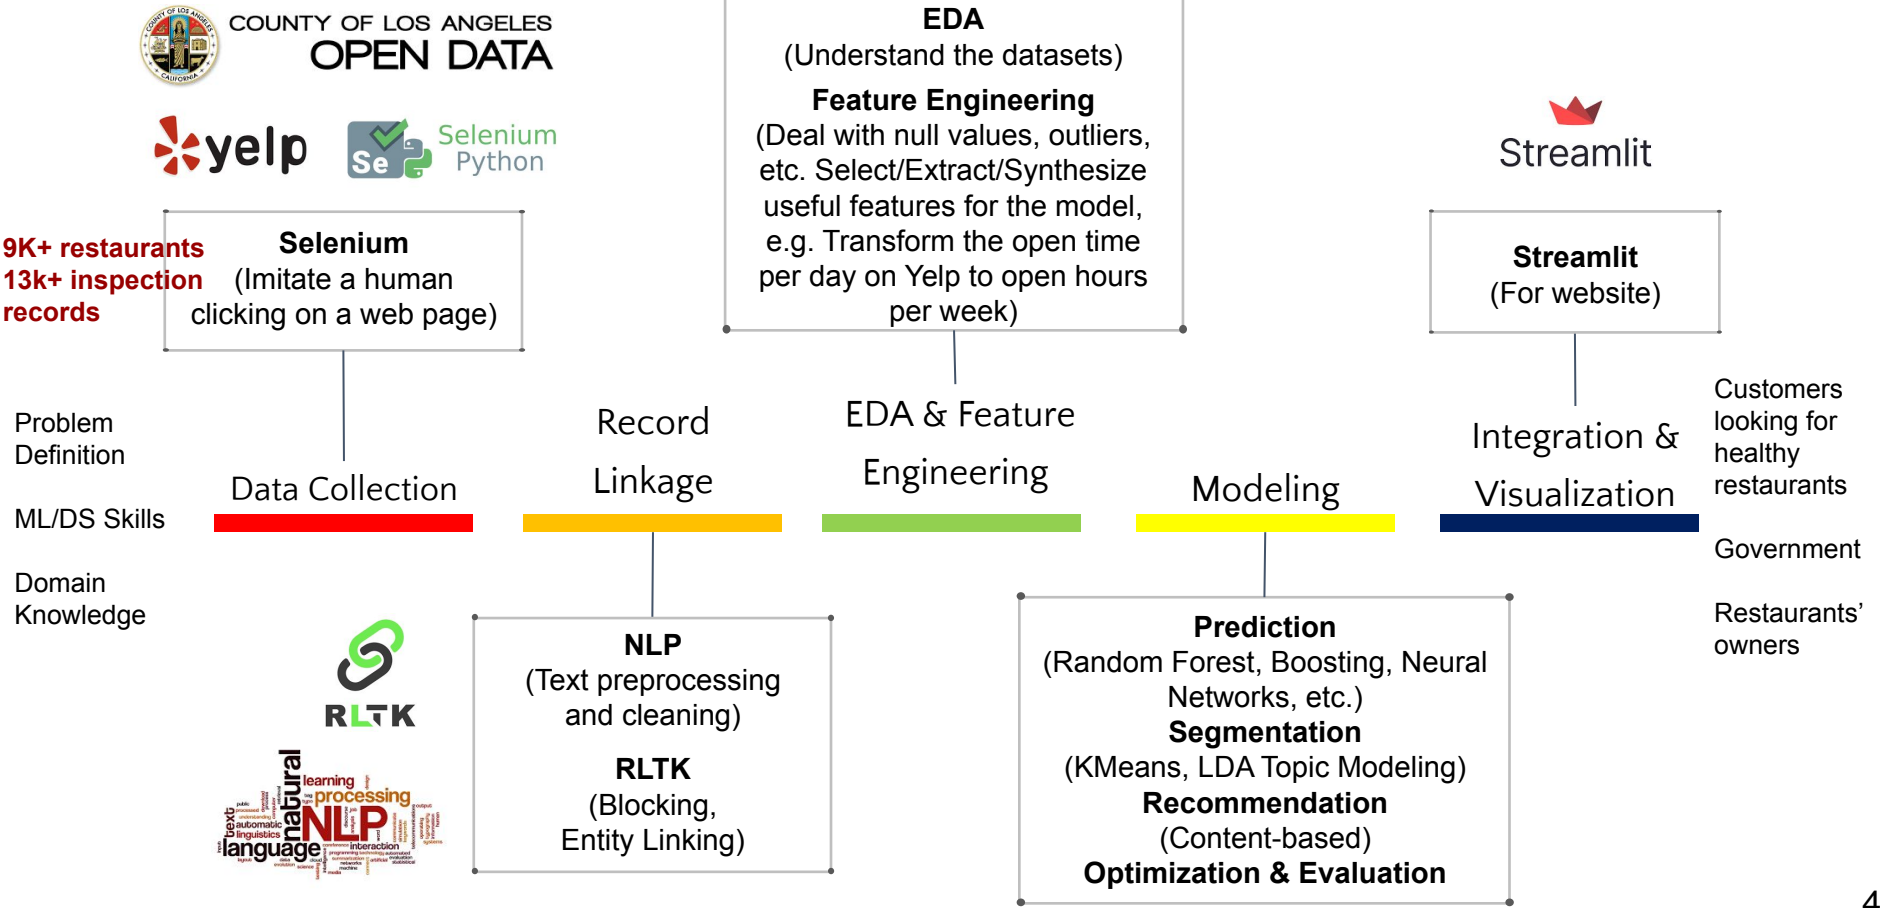 COUNTY OF LOS ANGELES
OPEN DATA
yelp
Se
Selenium
Python
9K+ restaurants
13k+ inspection
records
Selenium
(Imitate a human
clicking on a web page)
EDA
(Understand the datasets)
Feature Engineering
(Deal with null values, outliers,
etc. Select/Extract/Synthesize
useful features for the model,
e.g. Transform the open time
per day on Yelp to open hours
per week)
Streamlit
Streamlit
(For website)
Problem
Definition
ML/DS Skills
Domain
Knowledge
Data Collection
Record
Linkage
EDA & Feature
Engineering
Modeling
Integration &
Visualization
Customers
looking for
healthy
restaurants
Government
Restaurants’
owners
RLTK
natural
learning
processing
NLP
text
automatic
linguistics
language
interaction
NLP
(Text preprocessing
and cleaning)
RLTK
(Blocking,
Entity Linking)
Prediction
(Random Forest, Boosting, Neural
Networks, etc.)
Segmentation
(KMeans, LDA Topic Modeling)
Recommendation
(Content-based)
Optimization & Evaluation
4